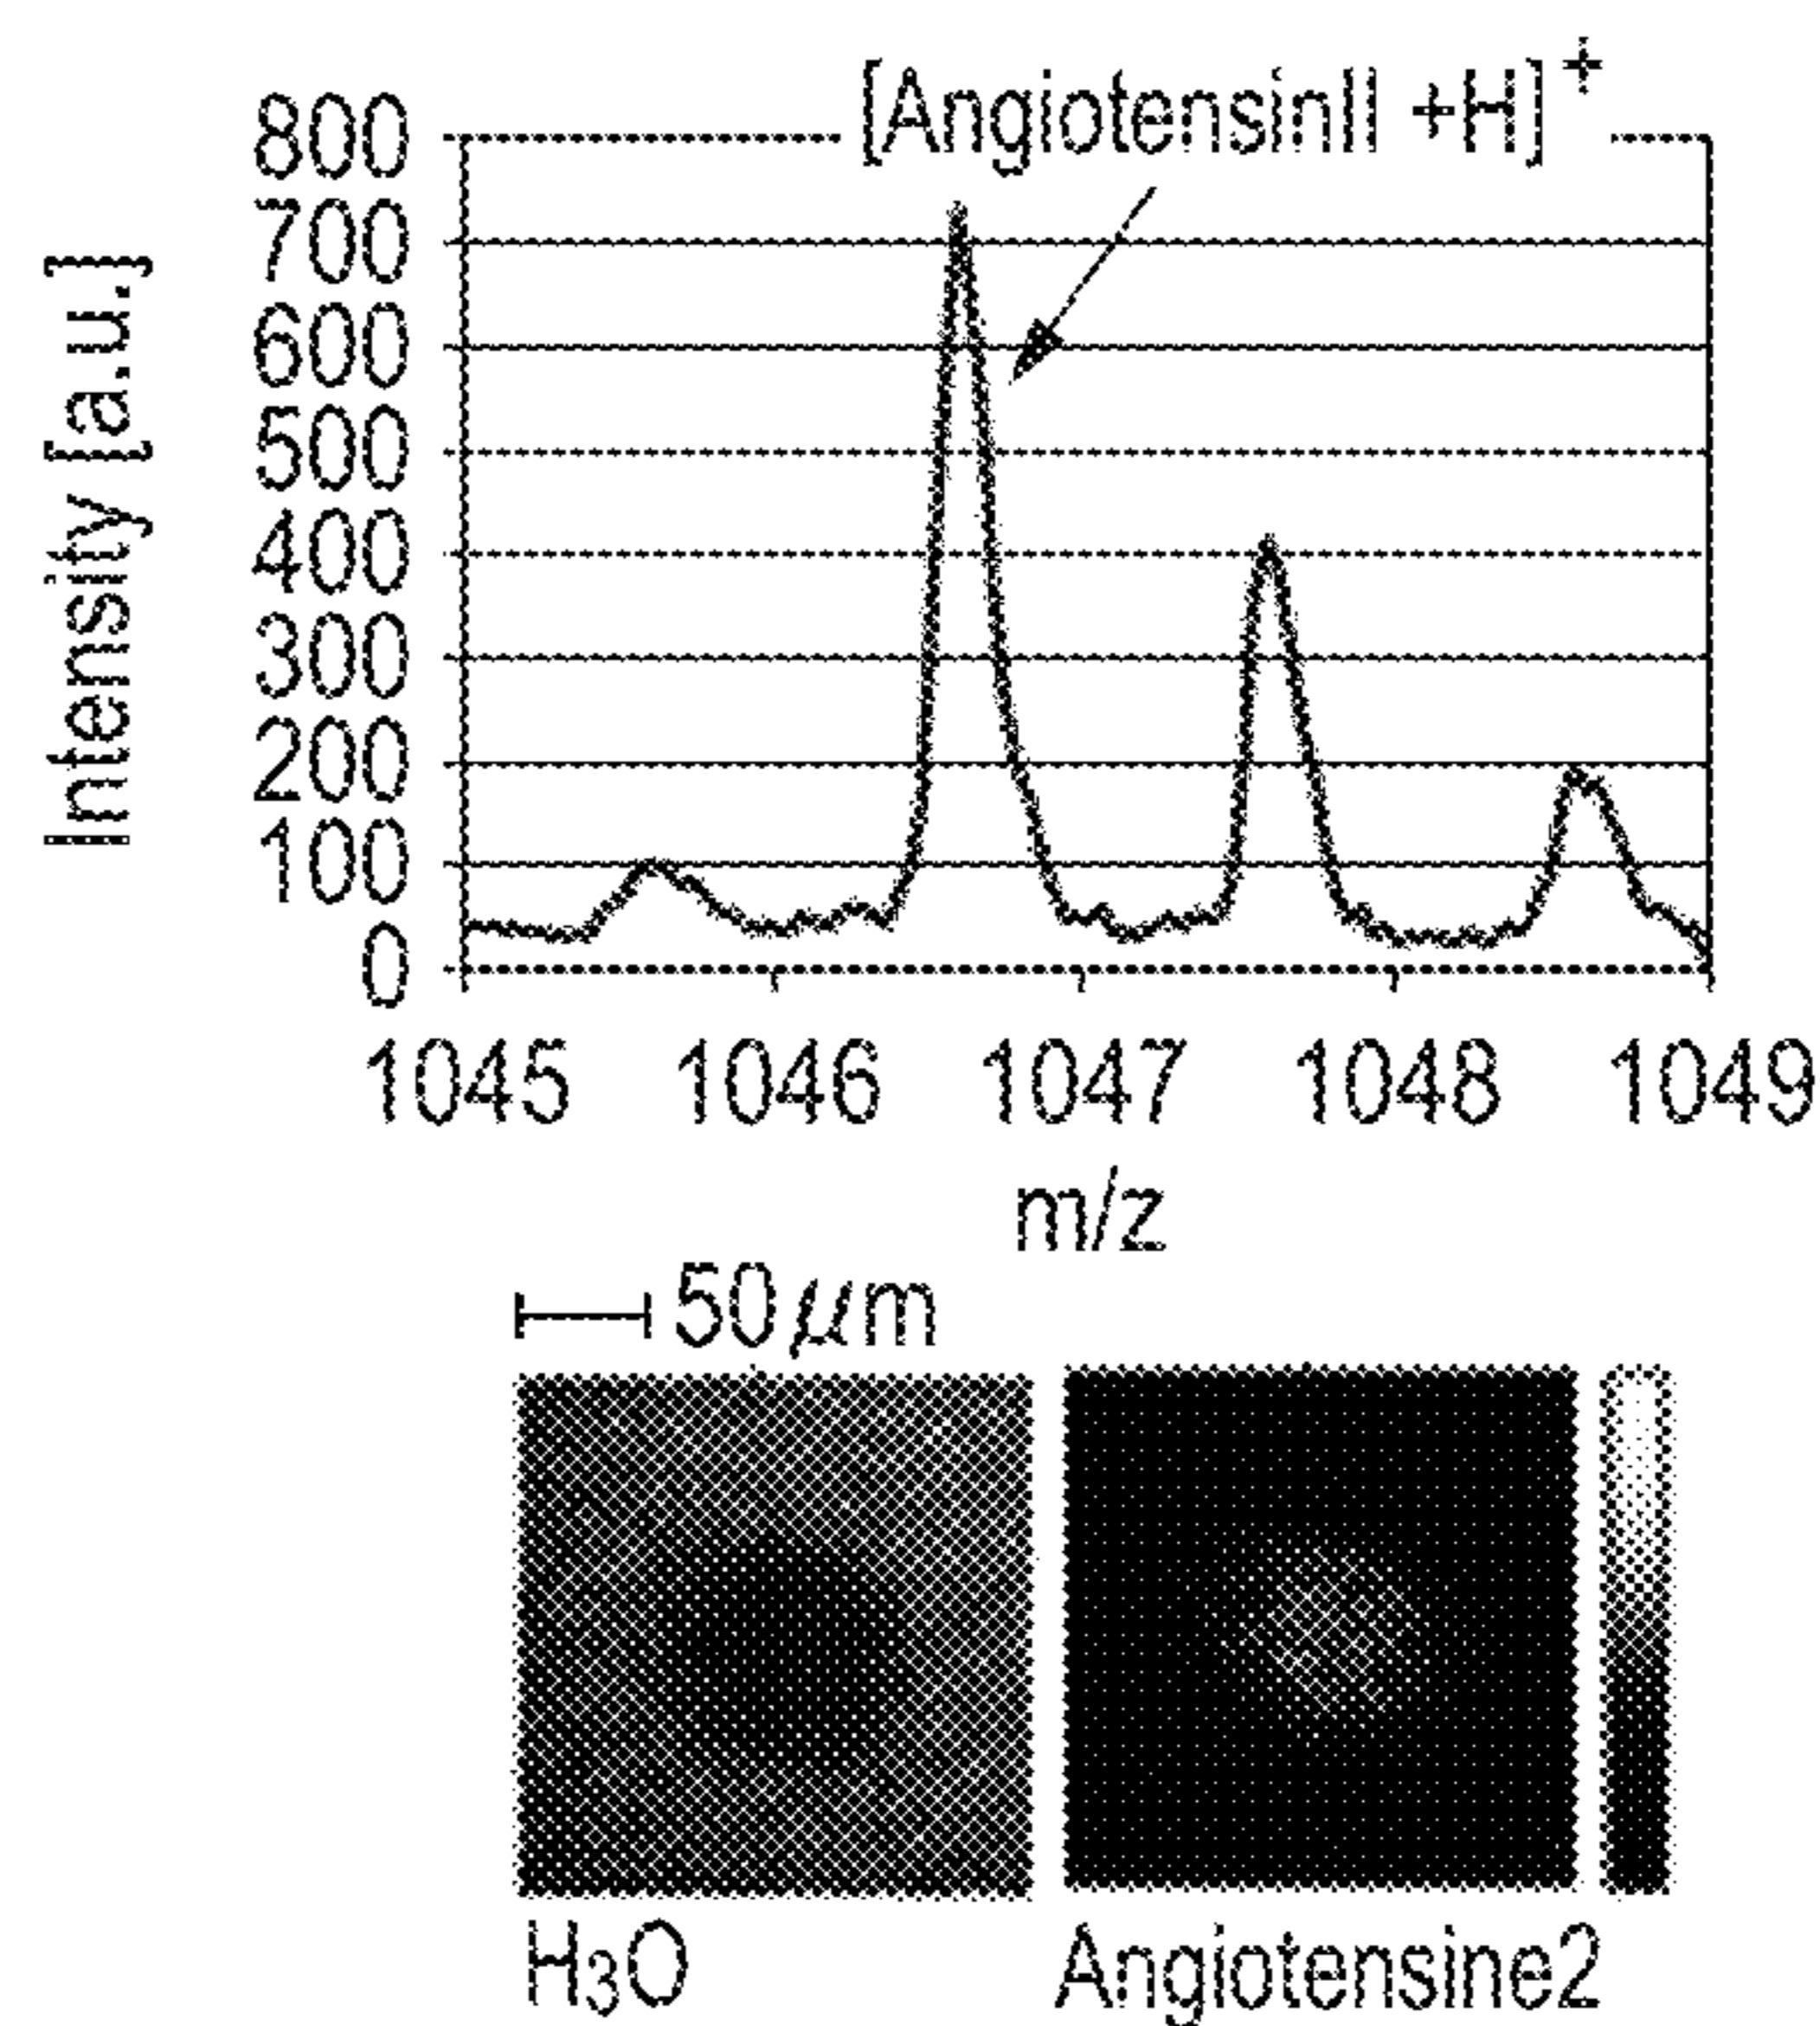 [AngiotensinII +H]+
800
700
600
500
400
300
200
100
0
Intensity [a.u.]
1045 1046 1047 1048 1049
m/z
50μm
H3O Angiotensine2